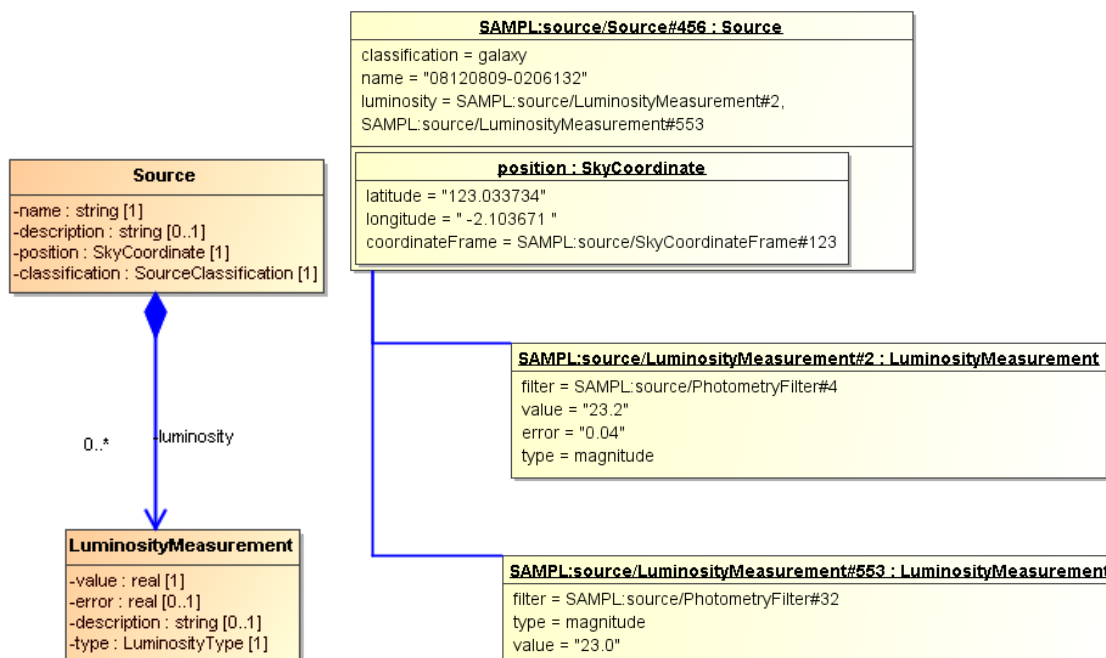 Source
-name : string [1]
-description : string [0..1]
-position : SkyCoordinate [1]
-classification : SourceClassification [1]
0..*
-luminosity
LuminosityMeasurement
-value : real [1]
-error : real [0..1]
-description : string [0..1]
-type : LuminosityType [1]
SAMPL:source/Source#456 : Source
classification = galaxy
name = "08120809-0206132"
luminosity = SAMPL:source/LuminosityMeasurement#2,
SAMPL:source/LuminosityMeasurement#553
position : SkyCoordinate
latitude = "123.033734"
longitude = " -2.103671 "
coordinateFrame = SAMPL:source/SkyCoordinateFrame#123
SAMPL:source/LuminosityMeasurement#2 : LuminosityMeasurement
filter = SAMPL:source/PhotometryFilter#4
value = "23.2"
error = "0.04"
type = magnitude
SAMPL:source/LuminosityMeasurement#553 : LuminosityMeasurement
filter = SAMPL:source/PhotometryFilter#32
type = magnitude
value = "23.0"